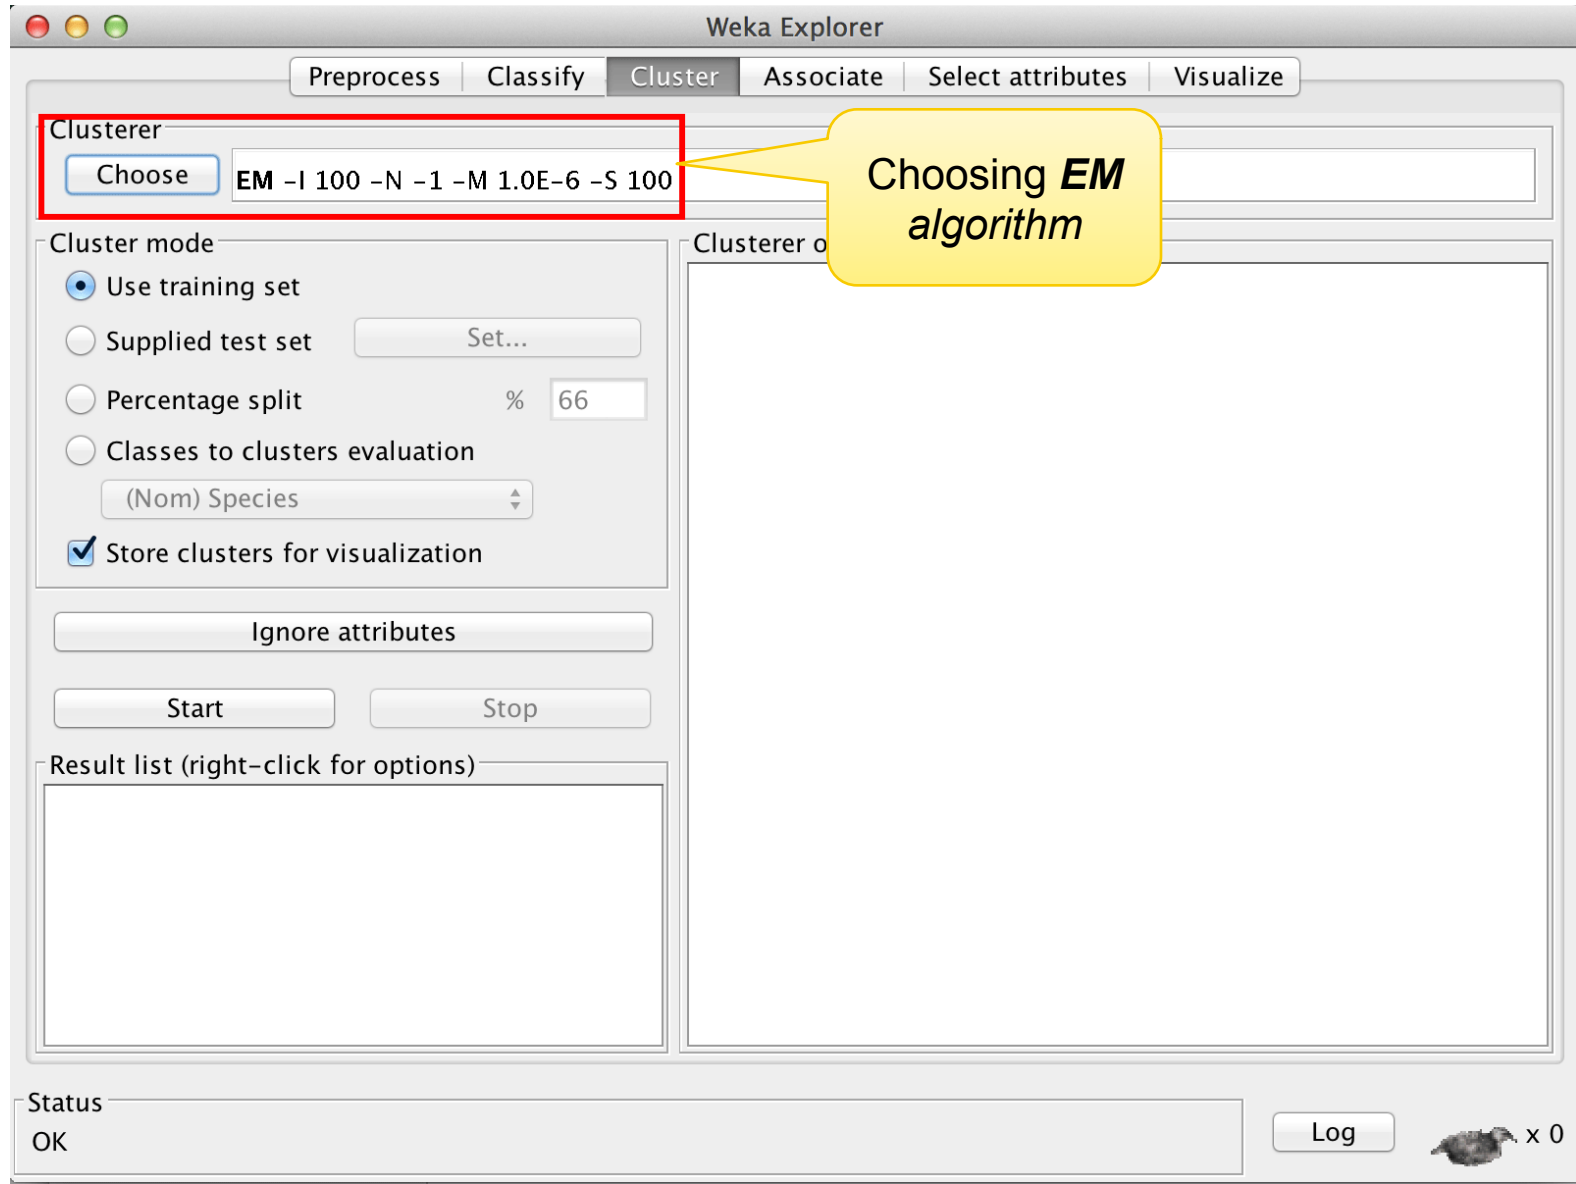 Weka Explorer
Preprocess Classify Cluster Associate Select attributes Visualize
Clusterer
Choose EM -I 100 -N -1 -M 1.0E-6 -S 100
Choosing EM
algorithm
Cluster mode
Use training set
Supplied test set Set...
Percentage split % 66
Classes to clusters evaluation
(Nom) Species
Store clusters for visualization
Ignore attributes
Start Stop
Result list (right-click for options)
Clusterer o
Status
OK
Log x 0